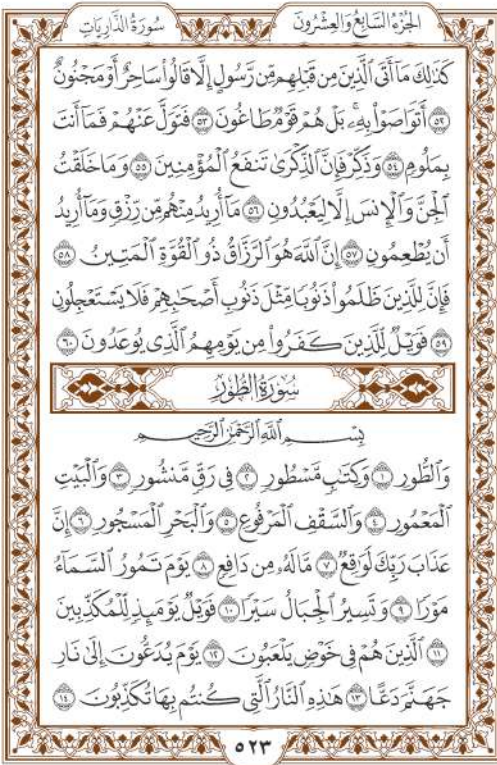 الجُزْءُ السَّابِعُ وَالعِشْرُونَ سُورَةُ الذَّارِيَاتِ
كَذَٰلِكَ مَآ أَتَى ٱلَّذِينَ مِن قَبۡلِهِم مِّن رَّسُولٍ إِلَّا قَالُواْ سَاحِرٌ أَوۡ مَجۡنُونٌ
٥٢ أَتَوَاصَوۡاْ بِهِۦۚ بَلۡ هُمۡ قَوۡمٞ طَاغُونَ ٥٣ فَتَوَلَّ عَنۡهُمۡ فَمَآ أَنتَ
بِمَلُومٖ ٥٤ وَذَكِّرۡ فَإِنَّ ٱلذِّكۡرَىٰ تَنفَعُ ٱلۡمُؤۡمِنِينَ ٥٥ وَمَا خَلَقۡتُ
ٱلۡجِنَّ وَٱلۡإِنسَ إِلَّا لِيَعۡبُدُونِ ٥٦ مَآ أُرِيدُ مِنۡهُم مِّن رِّزۡقٖ وَمَآ أُرِيدُ
أَن يُطۡعِمُونِ ٥٧ إِنَّ ٱللَّهَ هُوَ ٱلرَّزَّاقُ ذُو ٱلۡقُوَّةِ ٱلۡمَتِينُ ٥٨
فَإِنَّ لِلَّذِينَ ظَلَمُواْ ذَنُوبٗا مِّثۡلَ ذَنُوبِ أَصۡحَٰبِهِمۡ فَلَا يَسۡتَعۡجِلُونِ
٥٩ فَوَيۡلٞ لِّلَّذِينَ كَفَرُواْ مِن يَوۡمِهِمُ ٱلَّذِي يُوعَدُونَ ٦٠
سُورَةُ الطُّورِ
بِسۡمِ ٱللَّهِ ٱلرَّحۡمَٰنِ ٱلرَّحِيمِ
وَٱلطُّورِ ١ وَكِتَٰبٖ مَّسۡطُورٖ ٢ فِي رَقّٖ مَّنشُورٖ ٣ وَٱلۡبَيۡتِ
ٱلۡمَعۡمُورِ ٤ وَٱلسَّقۡفِ ٱلۡمَرۡفُوعِ ٥ وَٱلۡبَحۡرِ ٱلۡمَسۡجُورِ ٦ إِنَّ
عَذَابَ رَبِّكَ لَوَٰقِعٞ ٧ مَّا لَهُۥ مِن دَافِعٖ ٨ يَوۡمَ تَمُورُ ٱلسَّمَآءُ
مَوۡرٗا ٩ وَتَسِيرُ ٱلۡجِبَالُ سَيۡرٗا ١٠ فَوَيۡلٞ يَوۡمَئِذٖ لِّلۡمُكَذِّبِينَ
١١ ٱلَّذِينَ هُمۡ فِي خَوۡضٖ يَلۡعَبُونَ ١٢ يَوۡمَ يُدَعُّونَ إِلَىٰ نَارِ
جَهَنَّمَ دَعًّا ١٣ هَٰذِهِ ٱلنَّارُ ٱلَّتِي كُنتُم بِهَا تُكَذِّبُونَ ١٤
٥٢٣